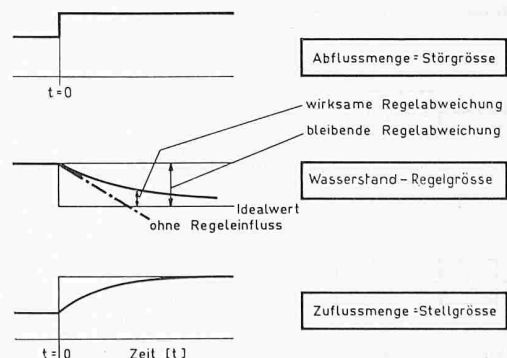 Abflussmenge = Störgrösse
t=0
wirksame Regelabweichung
bleibende Regelabweichung
Wasserstand - Regelgrösse
Idealwert
ohne Regeleinfluss
Zuflussmenge = Stellgrösse
t=0
Zeit [t]